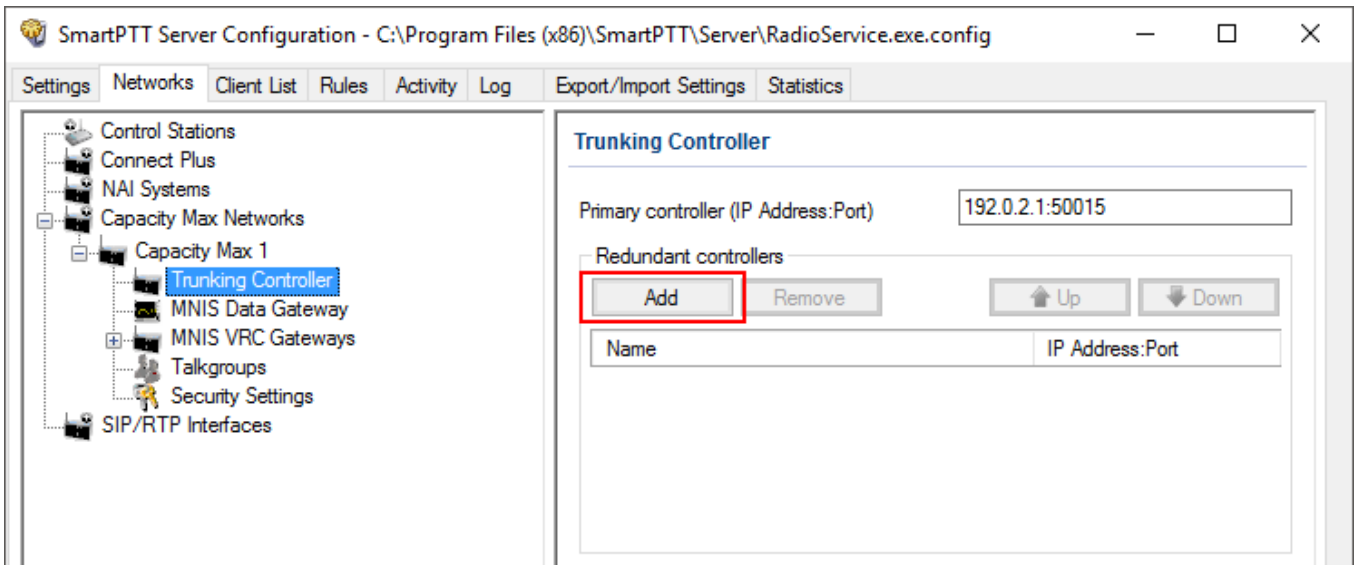 SmartPTT Server Configuration - C:\Program Files (x86)\SmartPTT\Server\RadioService.exe.config
Settings Networks Client List Rules Activity Log Export/Import Settings Statistics
Control Stations
Connect Plus
NAI Systems
Capacity Max Networks
Capacity Max 1
Trunking Controller
MNIS Data Gateway
MNIS VRC Gateways
Talkgroups
Security Settings
SIP/RTP Interfaces
Trunking Controller
Primary controller (IP Address:Port) 192.0.2.1:50015
Redundant controllers
Add Remove Up Down
Name IP Address:Port